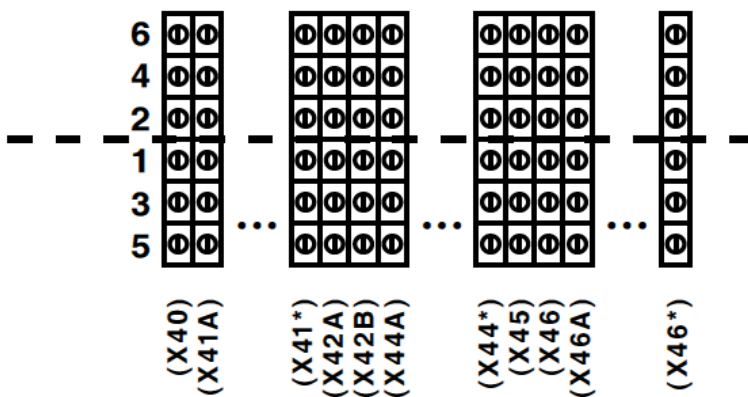 6
4
2
1
3
5
... ... ...
(X40)
(X41A)
(X41*)
(X42A)
(X42B)
(X44A)
(X44*)
(X45)
(X46)
(X46A)
(X46*)